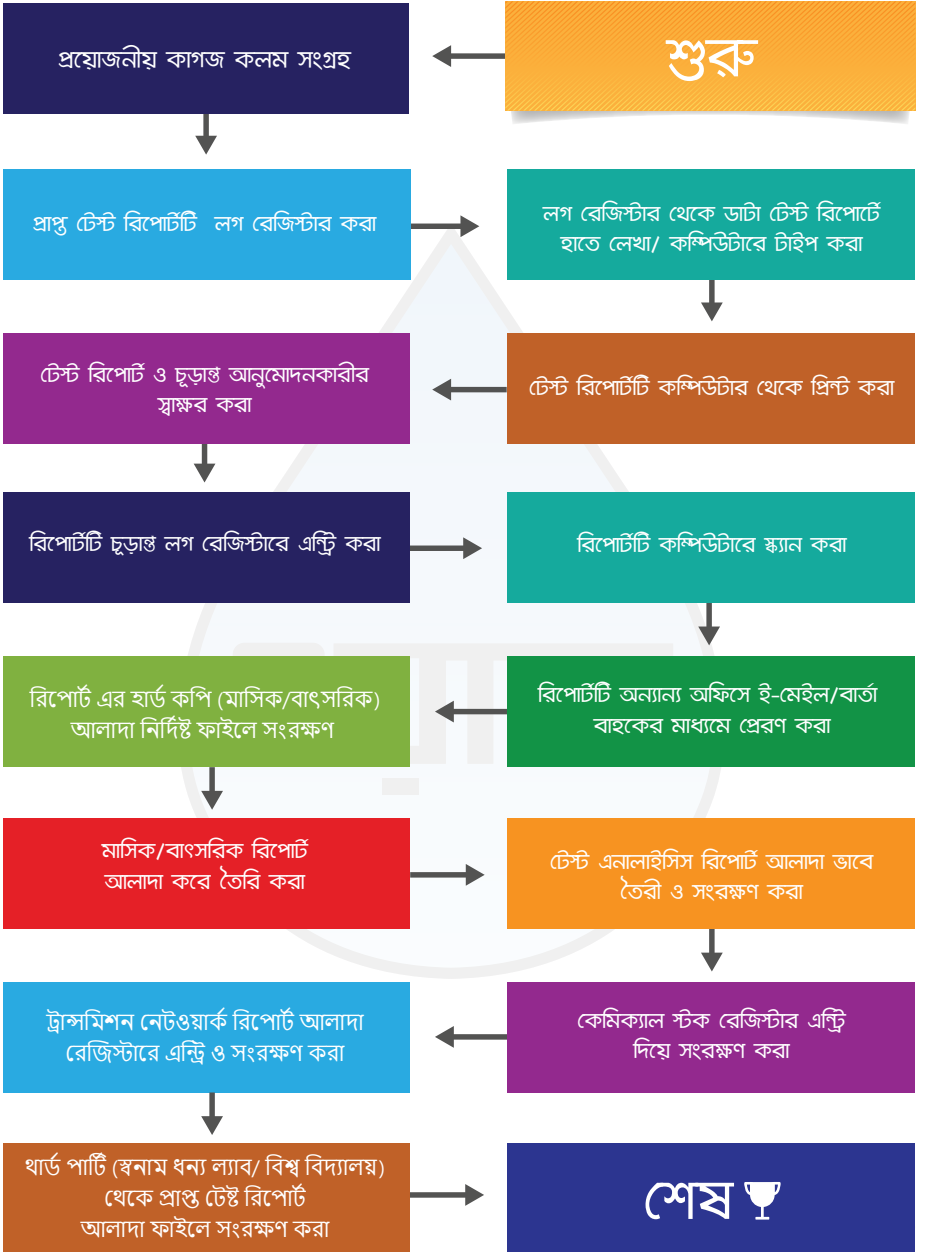 শুরু
প্রয়োজনীয় কাগজ কলম সংগ্রহ
প্রাপ্ত টেস্ট রিপোর্টটি লগ রেজিস্টার করা
লগ রেজিস্টার থেকে ডাটা টেস্ট রিপোর্টে
হাতে লেখা/ কম্পিউটারে টাইপ করা
টেস্ট রিপোর্টটি কম্পিউটার থেকে প্রিন্ট করা
টেস্ট রিপোর্ট ও চূড়ান্ত আনুমোদনকারীর
স্বাক্ষর করা
রিপোর্টটি চূড়ান্ত লগ রেজিস্টারে এন্ট্রি করা
রিপোর্টটি কম্পিউটারে স্ক্যান করা
রিপোর্টটি অন্যান্য অফিসে ই-মেইল/বার্তা
বাহকের মাধ্যমে প্রেরণ করা
রিপোর্ট এর হার্ড কপি (মাসিক/বাৎসরিক)
আলাদা নির্দিষ্ট ফাইলে সংরক্ষণ
মাসিক/বাৎসরিক রিপোর্ট
আলাদা করে তৈরি করা
টেস্ট এনালাইসিস রিপোর্ট আলাদা ভাবে
তৈরী ও সংরক্ষণ করা
কেমিক্যাল স্টক রেজিস্টার এন্ট্রি
দিয়ে সংরক্ষণ করা
ট্রান্সমিশন নেটওয়ার্ক রিপোর্ট আলাদা
রেজিস্টারে এন্ট্রি ও সংরক্ষণ করা
থার্ড পার্টি (স্বনাম ধন্য ল্যাব/ বিশ্ব বিদ্যালয়)
থেকে প্রাপ্ত টেষ্ট রিপোর্ট
আলাদা ফাইলে সংরক্ষণ করা
শেষ